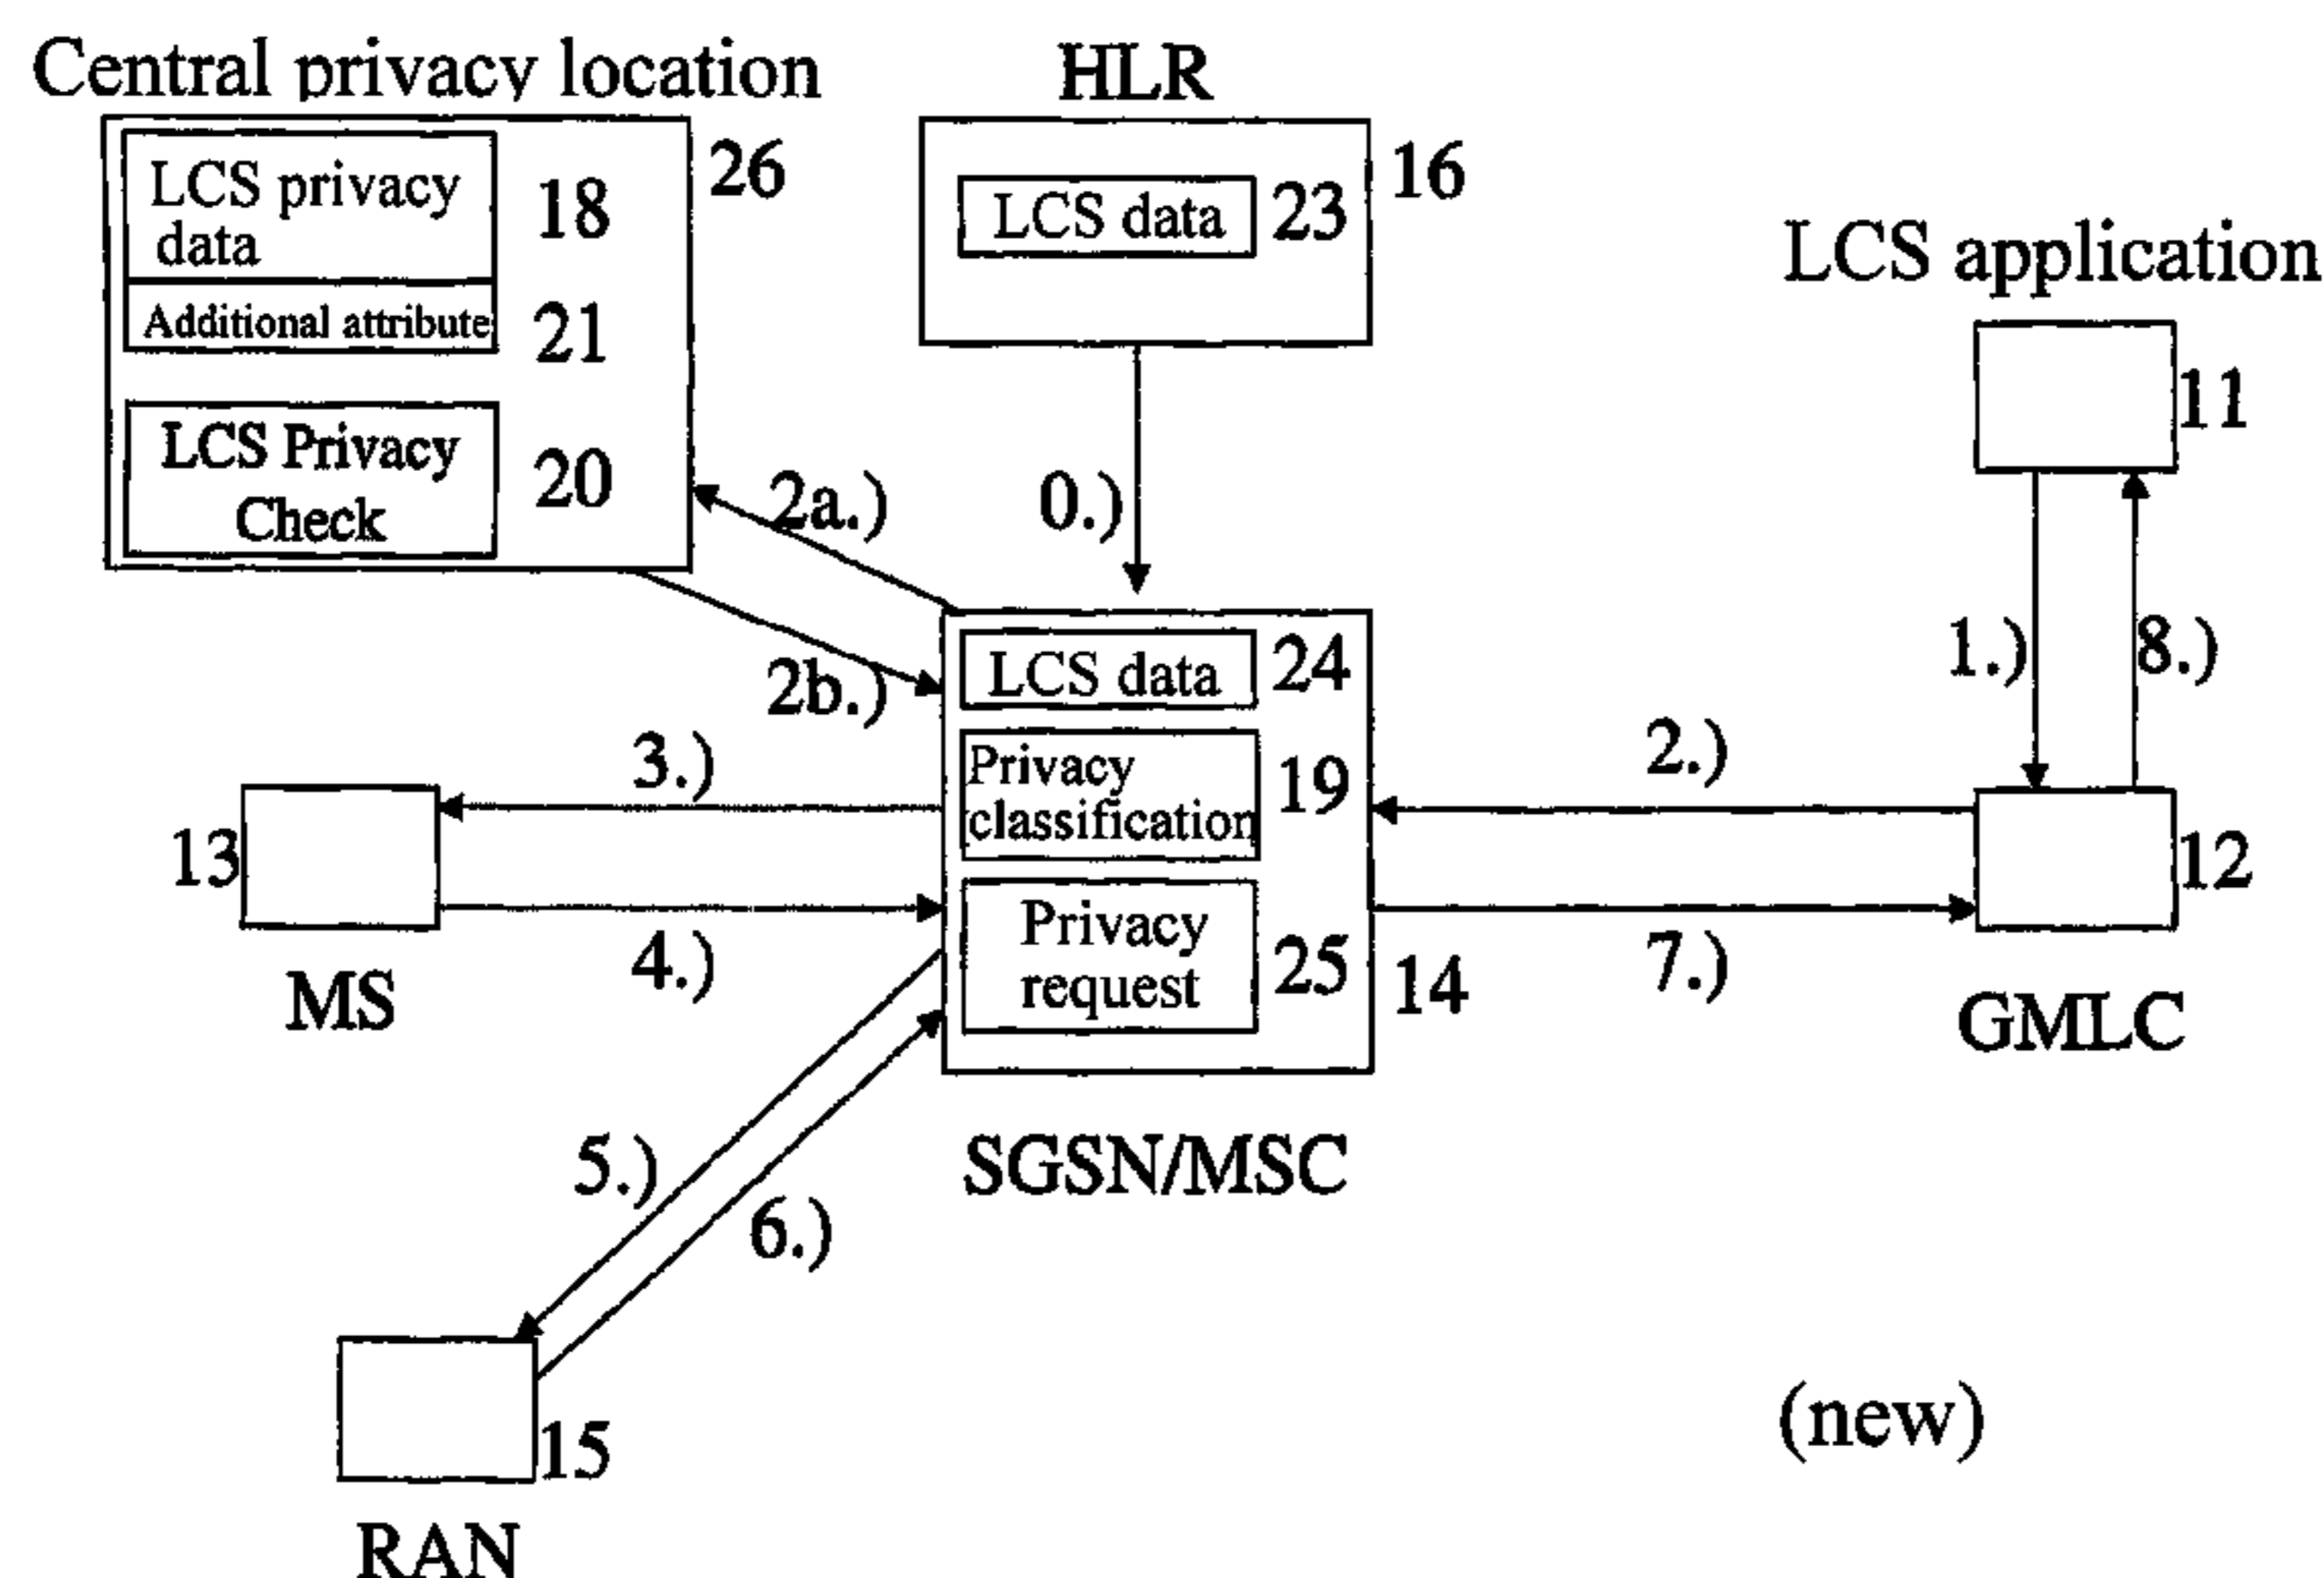 Central privacy location
HLR
LCS privacy
data
18
26
Additional attribute
21
LCS Privacy
Check
20
LCS data
23
16
LCS application
11
2a.)
0.)
2b.)
1.)
8.)
LCS data
24
Privacy
classification
19
Privacy
request
25
14
3.)
4.)
13
MS
2.)
7.)
12
GMLC
SGSN/MSC
5.)
6.)
15
RAN
(new)